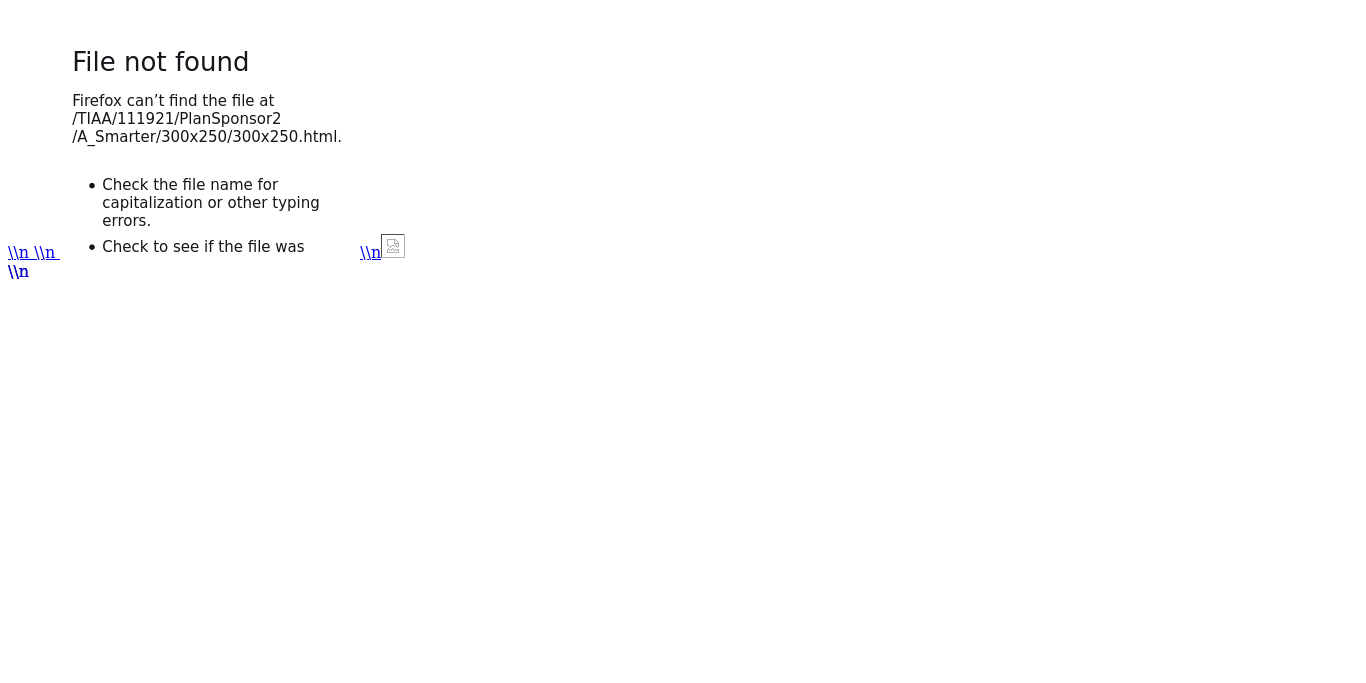 File not found
Firefox can’t find the file at
/TIAA/111921/PlanSponsor2
/A_Smarter/300x250/300x250.html.
• Check the file name for
capitalization or other typing
errors.
• Check to see if the file was
\\n \\n
\\n
\\n